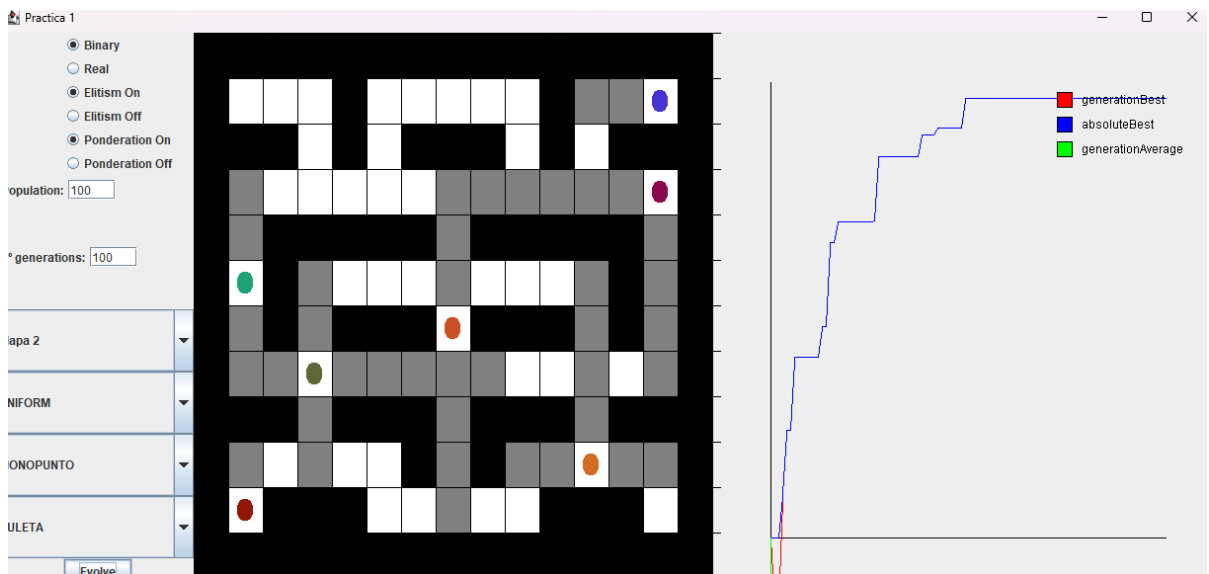 Practica 1
Binary
Real
Elitism On
Elitism Off
Ponderation On
Ponderation Off
opulation: 100
º generations: 100
lapa 2
NIFORM
ONOPUNTO
ULETA
Evolve
generationBest
absoluteBest
generationAverage